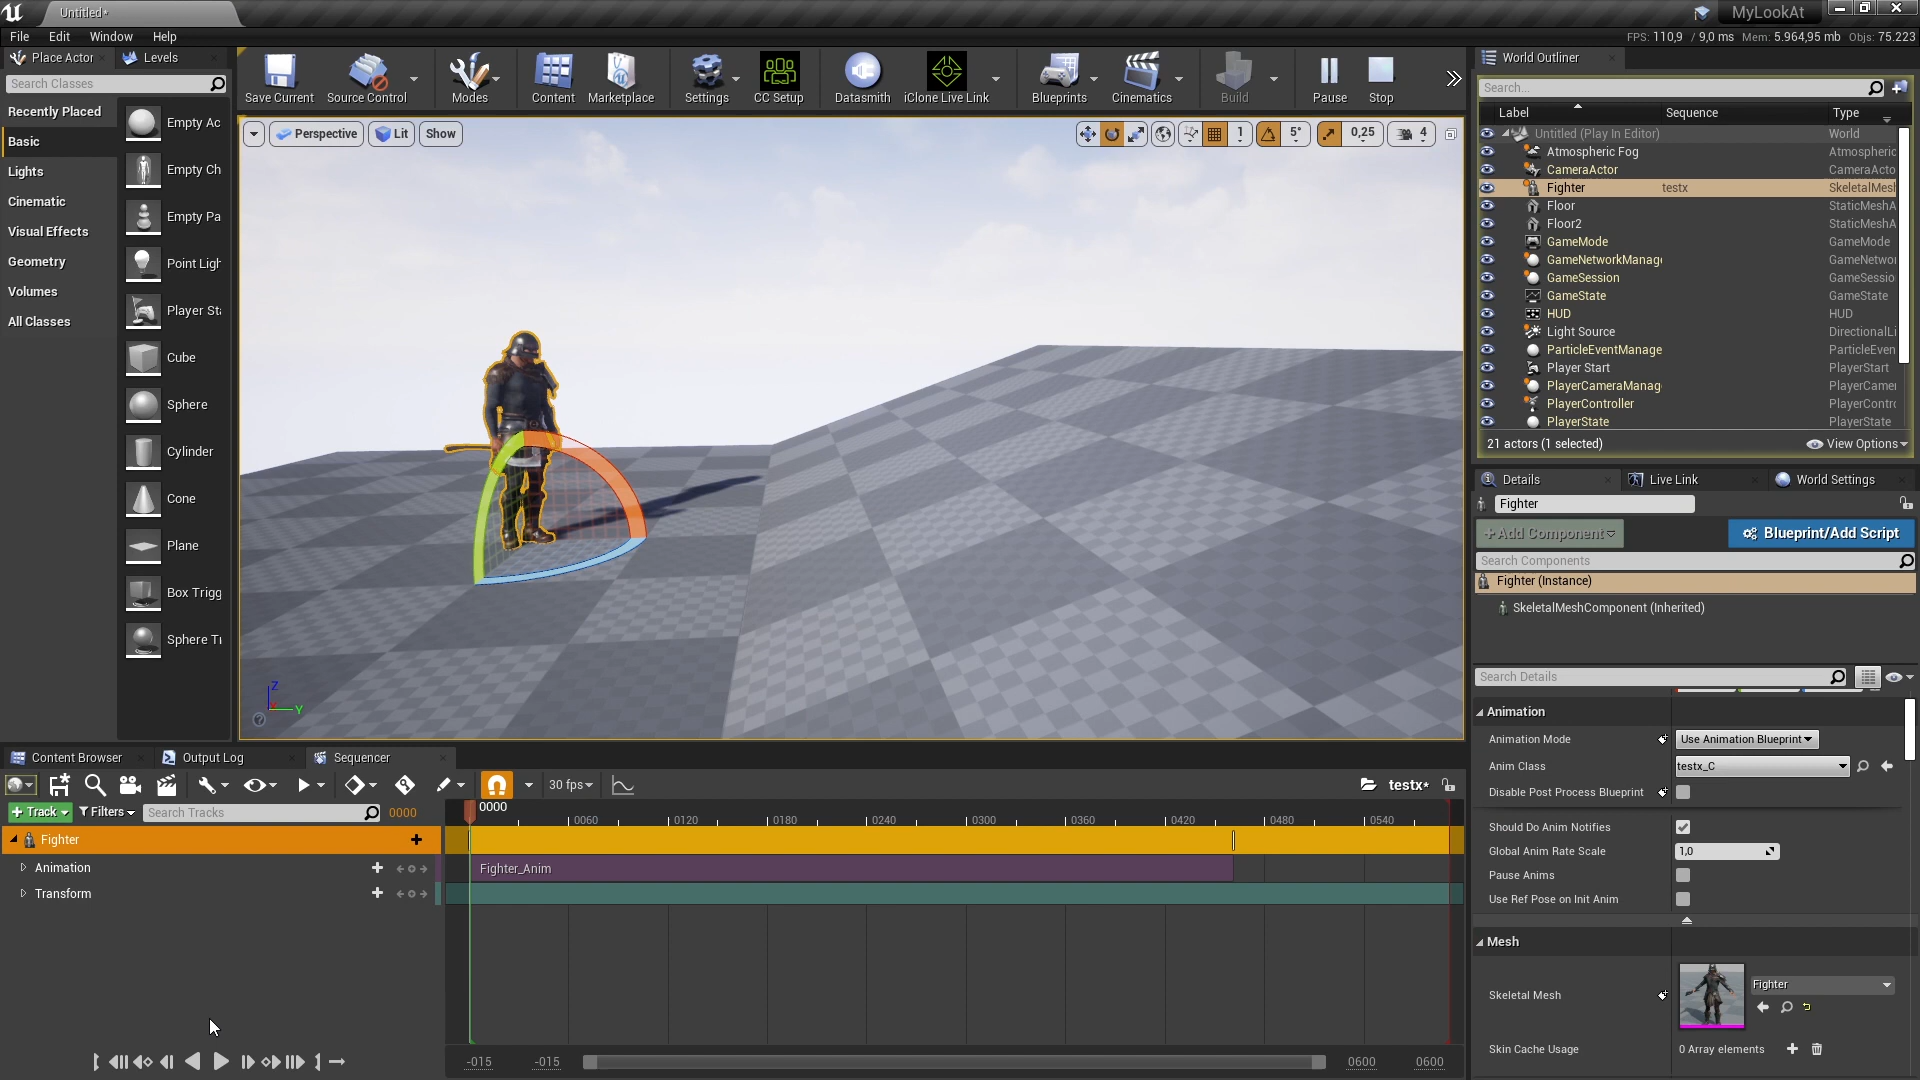 Untitled*
MyLookAt
File Edit Window Help
FPS: 110,9 / 9,0 ms Mem: 5.964,95 mb Objs: 75.223
Place Actor
Levels
Search Classes
Recently Placed
Basic
Lights
Cinematic
Visual Effects
Geometry
Volumes
All Classes
Empty Ac
Empty Ch
Empty Pa
Point Ligh
Player Sta
Cube
Sphere
Cylinder
Cone
Plane
Box Trigg
Sphere Tr
Save Current
Source Control
Modes
Content
Marketplace
Settings
CC Setup
Datasmith
iClone Live Link
Blueprints
Cinematics
Build
Pause
Stop
Perspective
Lit
Show
1
5°
0,25
4
Z
Y
World Outliner
Search...
Label Sequence Type
Untitled (Play In Editor) World
Atmospheric Fog Atmospheric
CameraActor CameraActo
Fighter testx SkeletalMesh
Floor StaticMeshA
Floor2 StaticMeshA
GameMode GameMode
GameNetworkManage GameNetwor
GameSession GameSessio
GameState GameState
HUD HUD
Light Source DirectionalLi
ParticleEventManage ParticleEven
Player Start PlayerStart
PlayerCameraManag PlayerCamer
PlayerController PlayerContro
PlayerState PlayerState
21 actors (1 selected)
View Options
Details
Live Link
World Settings
Fighter
+Add Component
Blueprint/Add Script
Search Components
Fighter (Instance)
SkeletalMeshComponent (Inherited)
Search Details
Animation
Animation Mode Use Animation Blueprint
Anim Class testx_C
Disable Post Process Blueprint
Should Do Anim Notifies
Global Anim Rate Scale 1,0
Pause Anims
Use Ref Pose on Init Anim
Mesh
Skeletal Mesh Fighter
Skin Cache Usage 0 Array elements
Content Browser
Output Log
Sequencer
30 fps
testx*
+ Track
Filters
Search Tracks
0000
0000
0060 0120 0180 0240 0300 0360 0420 0480 0540
Fighter
Animation
Fighter_Anim
Transform
-015 -015 0600 0600